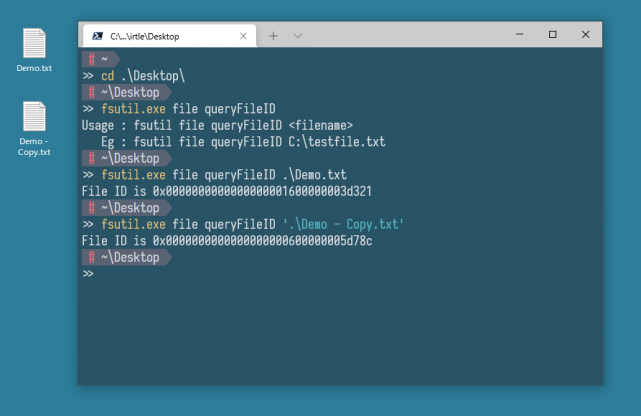 Demo.txt
Demo -
Copy.txt
C:\...\irtle\Desktop
# ~
>> cd .\Desktop\
# ~\Desktop
>> fsutil.exe file queryFileID
Usage : fsutil file queryFileID <filename>
Eg : fsutil file queryFileID C:\testfile.txt
# ~\Desktop
>> fsutil.exe file queryFileID .\Demo.txt
File ID is 0x00000000000000000001600000003d321
# ~\Desktop
>> fsutil.exe file queryFileID '.\Demo - Copy.txt'
File ID is 0x00000000000000000000600000005d78c
# ~\Desktop
>>